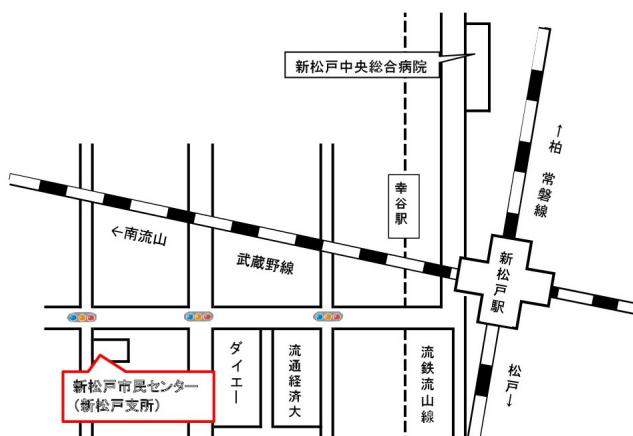 新松戸中央総合病院
↑柏
常磐線
幸谷駅
←南流山
武蔵野線
新松戸駅
ダイエー
流通経済大
流鉄流山線
松戸↓
新松戸市民センター
（新松戸支所）